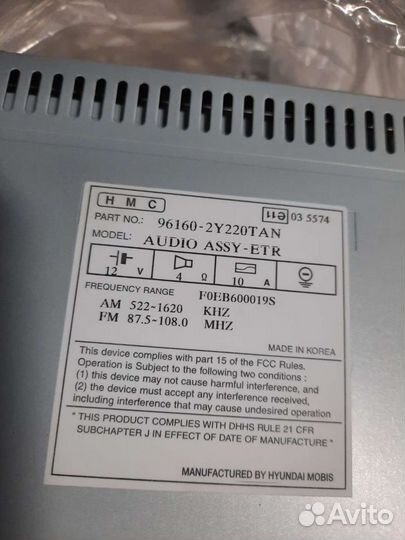 H M C
e11 03 5574
PART NO.: 96160-2Y220TAN
MODEL: AUDIO ASSY-ETR
12 V 4 Ω 10 A
FREQUENCY RANGE F0EB600019S
AM 522-1620 KHZ
FM 87.5-108.0 MHZ
MADE IN KOREA
This device complies with part 15 of the FCC Rules.
Operation is Subject to the following two conditions :
(1) this device may not cause harmful interference, and
(2) the device must accept any interference received,
including interference that may cause undesired operation
* THIS PRODUCT COMPLIES WITH DHHS RULE 21 CFR
SUBCHAPTER J IN EFFECT OF DATE OF MANUFACTURE *
MANUFACTURED BY HYUNDAI MOBIS
Avito